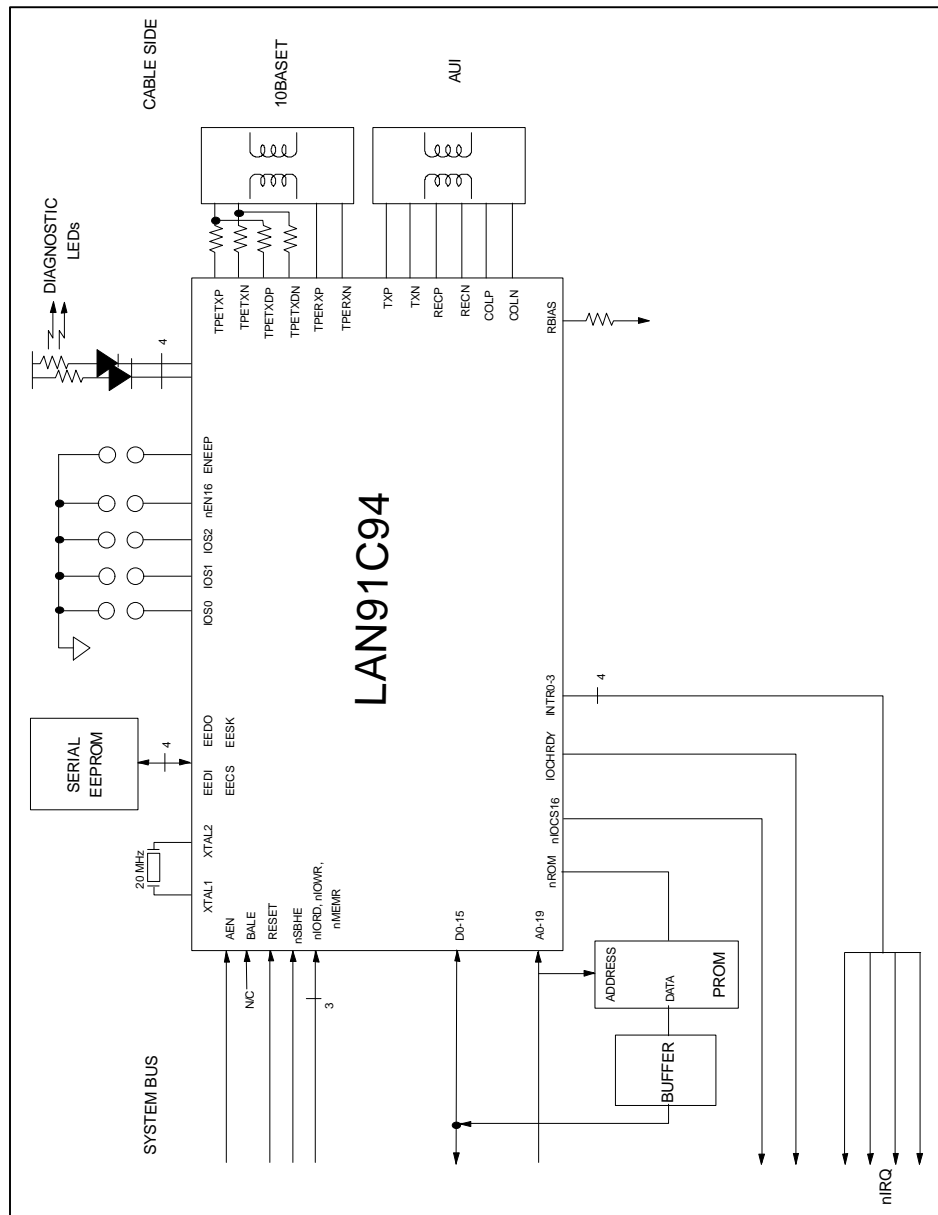 SYSTEM BUS
CABLE SIDE
AEN
BALE
N/C
RESET
nSBHE
nIORD, nIOWR,
nMEMR
3
D0-15
A0-19
XTAL1
XTAL2
20 MHz
SERIAL
EEPROM
4
EEDI
EEDO
EECS
EESK
IOS0
IOS1
IOS2
nEN16
ENEEP
4
DIAGNOSTIC
LEDs
LAN91C94
TPETXP
TPETXN
TPETXDP
TPETXDN
TPERXP
TPERXN
10BASET
TXP
TXN
RECP
RECN
COLP
COLN
AUI
RBIAS
nROM
nIOCS16
IOCHRDY
INTR0-3
4
ADDRESS
DATA
PROM
BUFFER
nIRQ